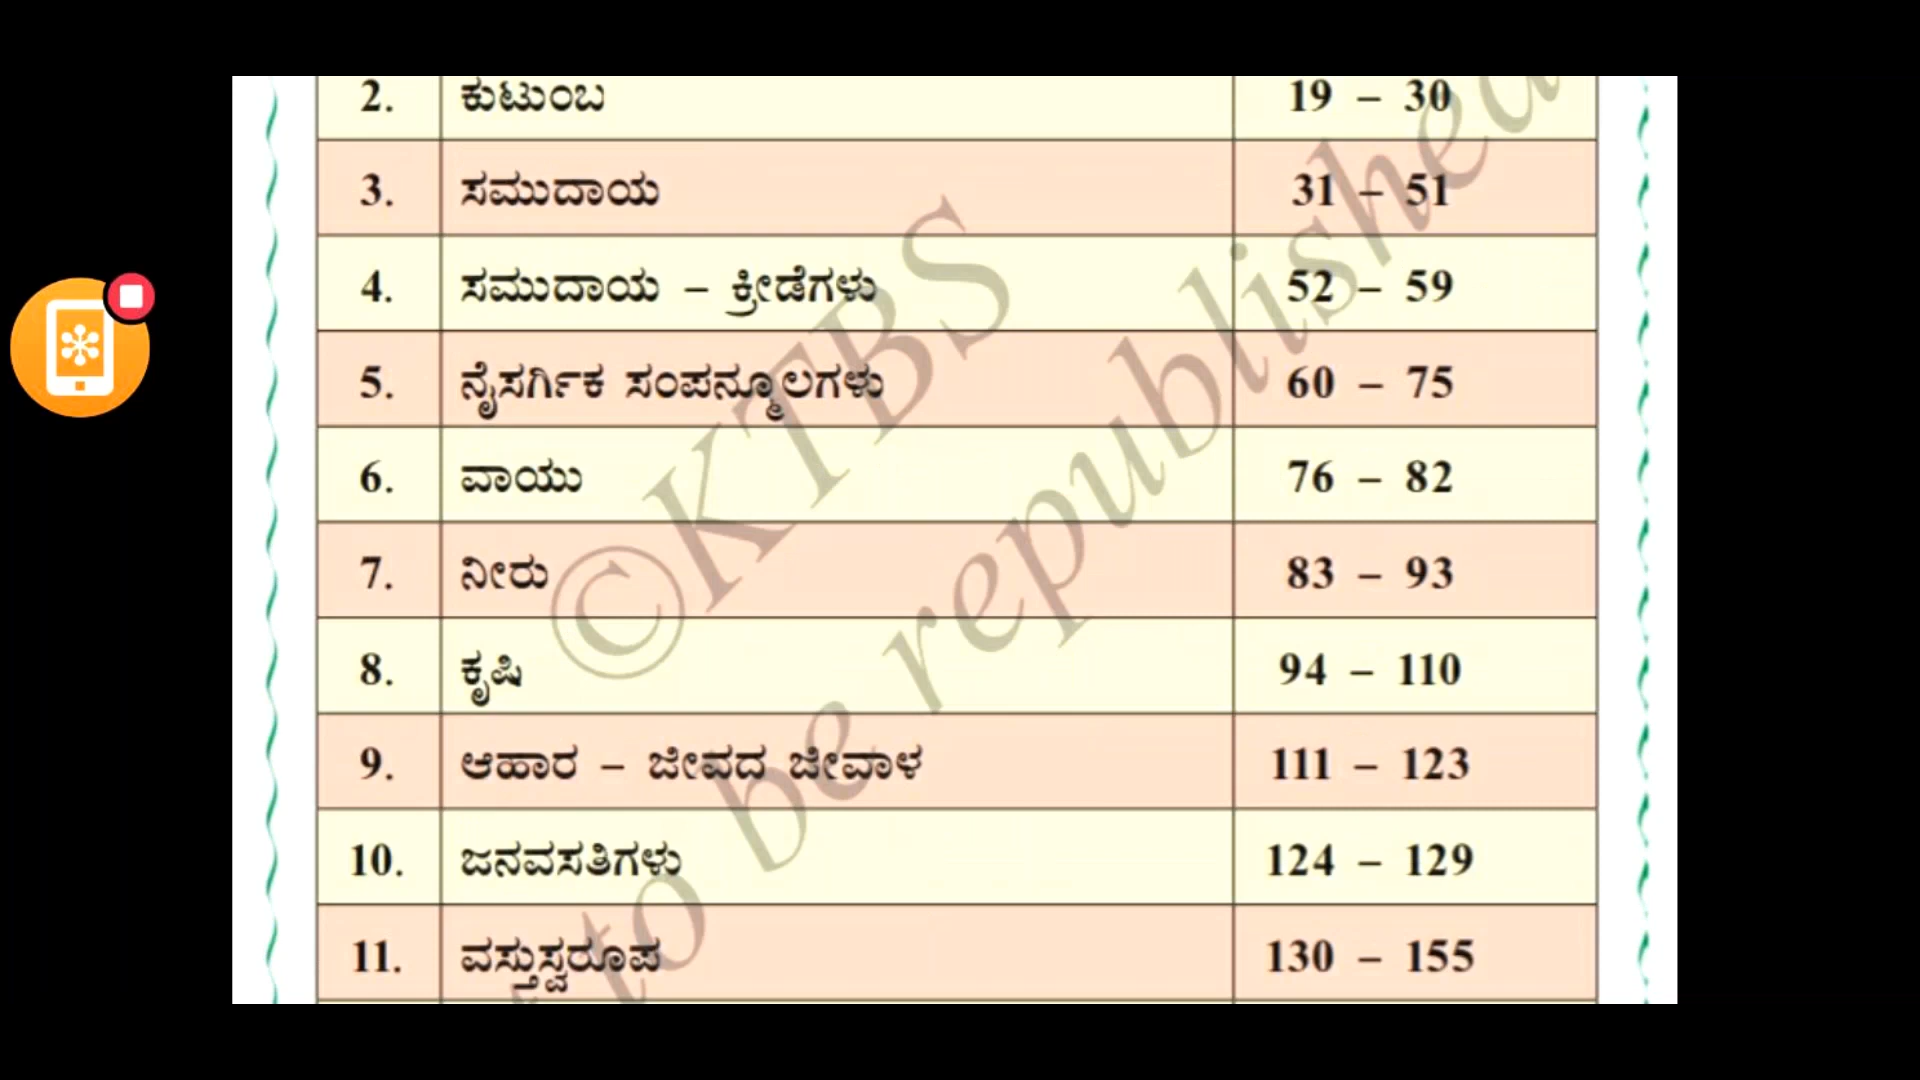 2. ಕುಟುಂಬ 19 – 30
3. ಸಮುದಾಯ 31 – 51
4. ಸಮುದಾಯ – ಕ್ರೀಡೆಗಳು 52 – 59
5. ನೈಸರ್ಗಿಕ ಸಂಪನ್ಮೂಲಗಳು 60 – 75
6. ವಾಯು 76 – 82
7. ನೀರು 83 – 93
8. ಕೃಷಿ 94 – 110
9. ಆಹಾರ – ಜೀವದ ಜೀವಾಳ 111 – 123
10. ಜನವಸತಿಗಳು 124 – 129
11. ವಸ್ತುಸ್ವರೂಪ 130 – 155
©KTBS
to be republished